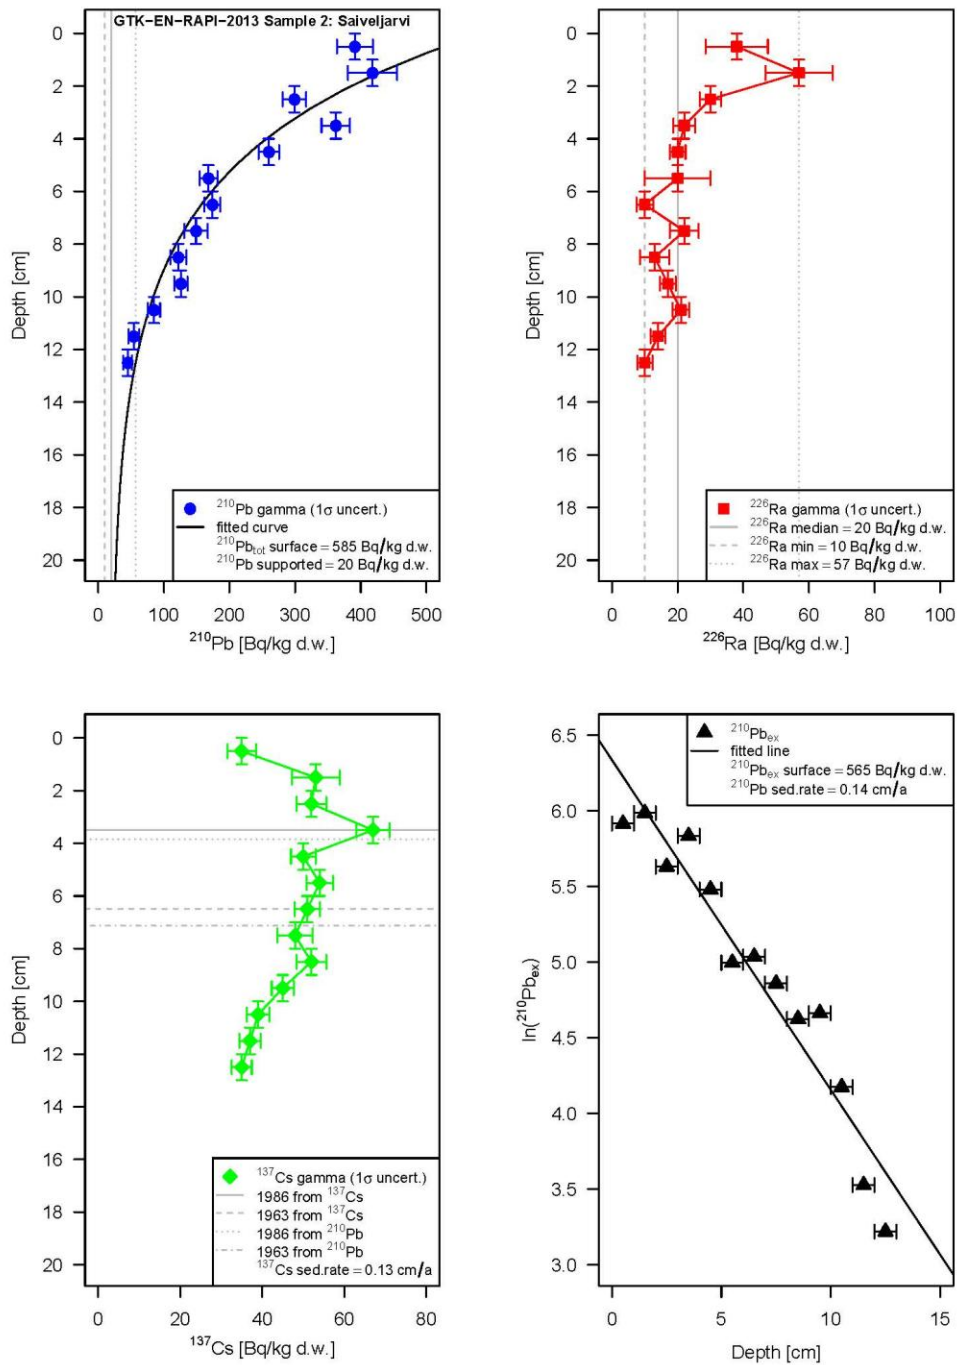 GTK−EN−RAPI−2013 Sample 2: Saiveljarvi
0
2
4
6
8
10
12
14
16
18
20
Depth [cm]
²¹⁰Pb gamma (1σ uncert.)
fitted curve
²¹⁰Pbtot surface = 585 Bq/kg d.w.
²¹⁰Pb supported = 20 Bq/kg d.w.
0 100 200 300 400 500
²¹⁰Pb [Bq/kg d.w.]
0
2
4
6
8
10
12
14
16
18
20
Depth [cm]
²²⁶Ra gamma (1σ uncert.)
²²⁶Ra median = 20 Bq/kg d.w.
²²⁶Ra min = 10 Bq/kg d.w.
²²⁶Ra max = 57 Bq/kg d.w.
0 20 40 60 80 100
²²⁶Ra [Bq/kg d.w.]
0
2
4
6
8
10
12
14
16
18
20
Depth [cm]
¹³⁷Cs gamma (1σ uncert.)
1986 from ¹³⁷Cs
1963 from ¹³⁷Cs
1986 from ²¹⁰Pb
1963 from ²¹⁰Pb
¹³⁷Cs sed.rate = 0.13 cm/a
0 20 40 60 80
¹³⁷Cs [Bq/kg d.w.]
6.5
6.0
5.5
5.0
4.5
4.0
3.5
3.0
ln(²¹⁰Pbex)
²¹⁰Pbex
fitted line
²¹⁰Pbex surface = 565 Bq/kg d.w.
²¹⁰Pb sed.rate = 0.14 cm/a
0 5 10 15
Depth [cm]